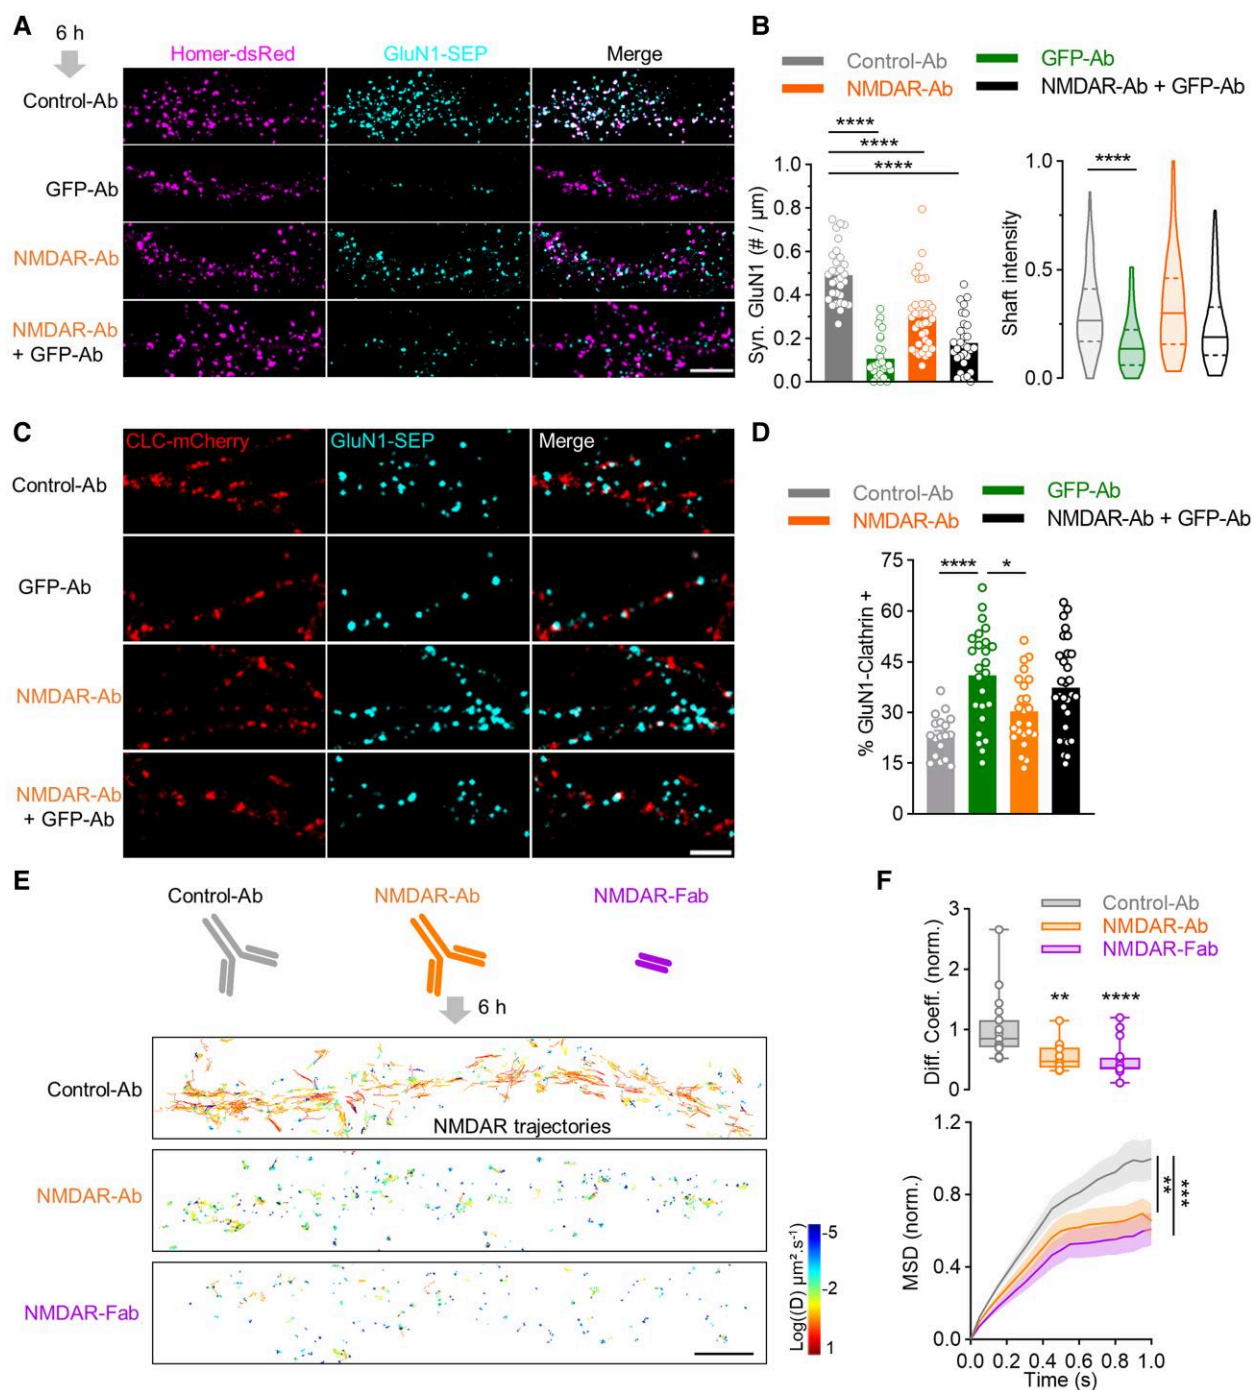 A
6 h
Homer-dsRed GluN1-SEP Merge
Control-Ab
GFP-Ab
NMDAR-Ab
NMDAR-Ab
+ GFP-Ab
B
Control-Ab GFP-Ab
NMDAR-Ab NMDAR-Ab + GFP-Ab
****
****
****
Syn. GluN1 (# / µm)
1.0
0.8
0.6
0.4
0.2
0.0
****
Shaft intensity
1.0
0.5
0
C
CLC-mCherry GluN1-SEP Merge
Control-Ab
GFP-Ab
NMDAR-Ab
NMDAR-Ab
+ GFP-Ab
D
Control-Ab GFP-Ab
NMDAR-Ab NMDAR-Ab + GFP-Ab
**** *
% GluN1-Clathrin +
75
60
45
30
15
0
E
Control-Ab NMDAR-Ab NMDAR-Fab
6 h
Control-Ab
NMDAR trajectories
NMDAR-Ab
NMDAR-Fab
Log((D) µm².s⁻¹)
-5
-2
1
F
Control-Ab
NMDAR-Ab
NMDAR-Fab
Diff. Coeff. (norm.)
3
2
1
0
** ****
MSD (norm.)
1.2
0.8
0.4
0.0
**
***
0.0 0.2 0.4 0.6 0.8 1.0
Time (s)